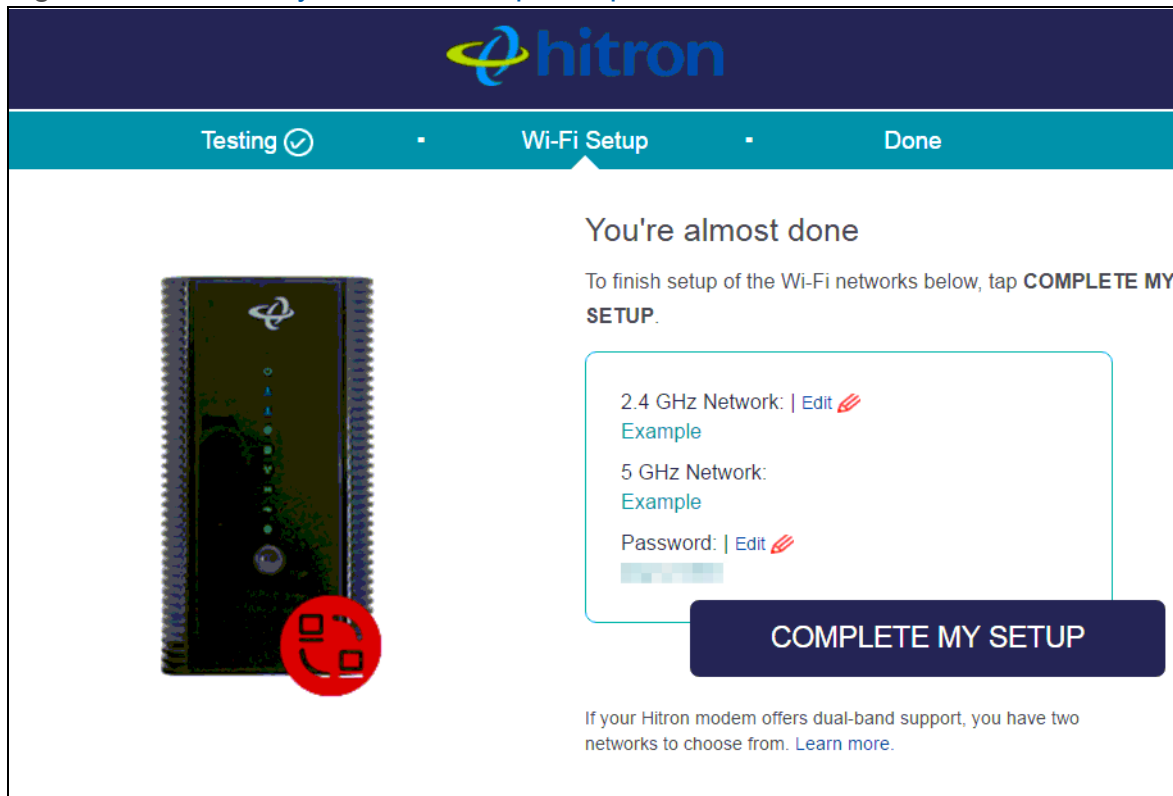 hitron
Testing
Wi-Fi Setup
Done
You're almost done
To finish setup of the Wi-Fi networks below, tap COMPLETE MY
SETUP.
2.4 GHz Network: | Edit
Example
5 GHz Network:
Example
Password: | Edit
COMPLETE MY SETUP
If your Hitron modem offers dual-band support, you have two
networks to choose from. Learn more.